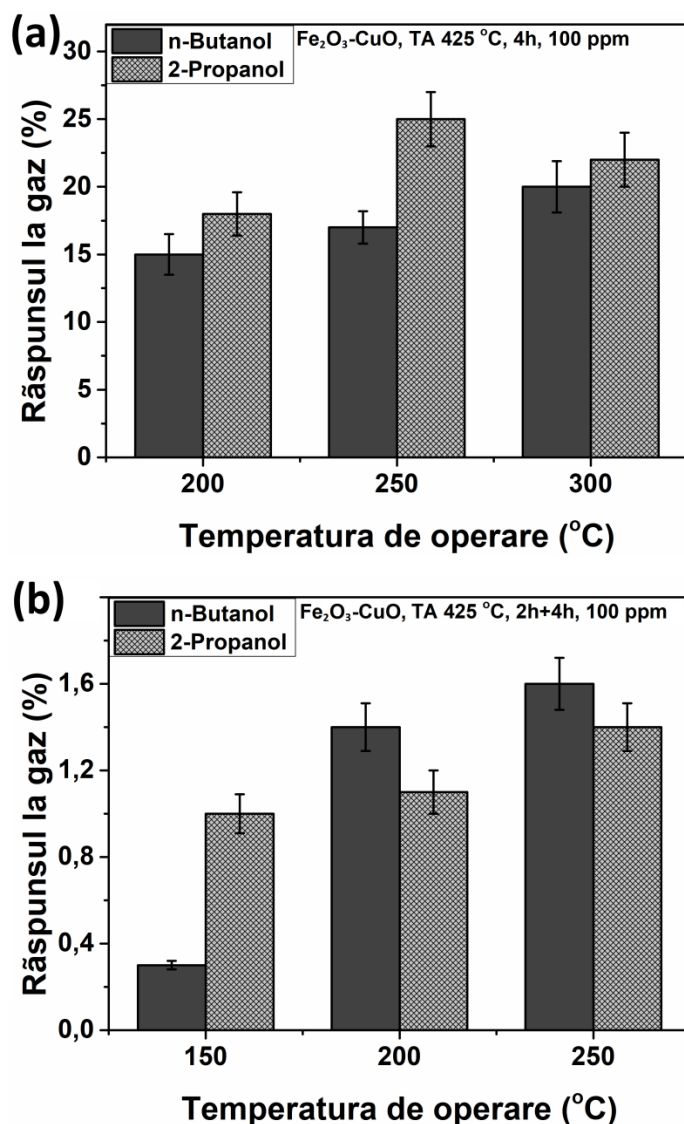 (a)
n-Butanol
2-Propanol
Fe₂O₃-CuO, TA 425 °C, 4h, 100 ppm
Rãspunsul la gaz (%)
30
25
20
15
10
5
0
200 250 300
Temperatura de operare (°C)
(b)
n-Butanol
2-Propanol
Fe₂O₃-CuO, TA 425 °C, 2h+4h, 100 ppm
Rãspunsul la gaz (%)
1,6
1,2
0,8
0,4
0,0
150 200 250
Temperatura de operare (°C)